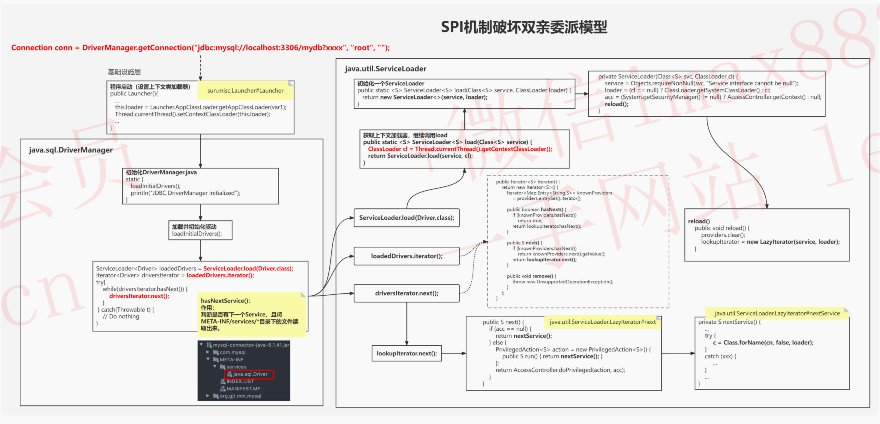 SPI机制破坏双亲委派模型
Connection conn = DriverManager.getConnection("jdbc:mysql://localhost:3306/mydb?xxxx", "root", "");
基础设施层
程序启动（设置上下文类加载器）
public Launcher(){
...
this.loader = Launcher.AppClassLoader.getAppClassLoader(var1);
Thread.currentThread().setContextClassLoader(this.loader);
...
}
sun.misc.Launcher#Launcher
java.sql.DriverManager
初始化DriverManager.java
static {
loadInitialDrivers();
println("JDBC DriverManager initialized");
}
加载并初始化驱动
loadInitialDrivers();
ServiceLoader<Driver> loadedDrivers = ServiceLoader.load(Driver.class);
Iterator<Driver> driversIterator = loadedDrivers.iterator();
try{
while(driversIterator.hasNext()) {
driversIterator.next();
}
} catch(Throwable t) {
// Do nothing
}
hasNextService():
作用：
判断是否有下一个Service，且将
META-INF/services/*目录下的文件读
取出来。
mysql-connector-java-5.1.41.jar
com.mysql
META-INF
services
java.sql.Driver
INDEX.LIST
MANIFEST.MF
org.gjt.mm.mysql
java.util.ServiceLoader
初始化一个ServiceLoader
public static <S> ServiceLoader<S> load(Class<S> service, ClassLoader loader) {
return new ServiceLoader<>(service, loader);
}
获取上下文加载器，继续调用load
public static <S> ServiceLoader<S> load(Class<S> service) {
ClassLoader cl = Thread.currentThread().getContextClassLoader();
return ServiceLoader.load(service, cl);
}
private ServiceLoader(Class<S> svc, ClassLoader cl) {
service = Objects.requireNonNull(svc, "Service interface cannot be null");
loader = (cl == null) ? ClassLoader.getSystemClassLoader() : cl;
acc = (System.getSecurityManager() != null) ? AccessController.getContext() : null;
reload();
}
reload()
public void reload() {
providers.clear();
lookupIterator = new LazyIterator(service, loader);
}
ServiceLoader.load(Driver.class);
loadedDrivers.iterator();
driversIterator.next();
lookupIterator.next();
public Iterator<S> iterator() {
return new Iterator<S>() {
Iterator<Map.Entry<String,S>> knownProviders
= providers.entrySet().iterator();
public boolean hasNext() {
if (knownProviders.hasNext())
return true;
return lookupIterator.hasNext();
}
public S next() {
if (knownProviders.hasNext())
return knownProviders.next().getValue();
return lookupIterator.next();
}
public void remove() {
throw new UnsupportedOperationException();
}
};
}
java.util.ServiceLoader.LazyIterator#next
public S next() {
if (acc == null) {
return nextService();
} else {
PrivilegedAction<S> action = new PrivilegedAction<S>() {
public S run() { return nextService(); }
};
return AccessController.doPrivileged(action, acc);
}
}
java.util.ServiceLoader.LazyIterator#nextService
private S nextService() {
...
try {
c = Class.forName(cn, false, loader);
}
catch (xxx) {
...
}
...
}